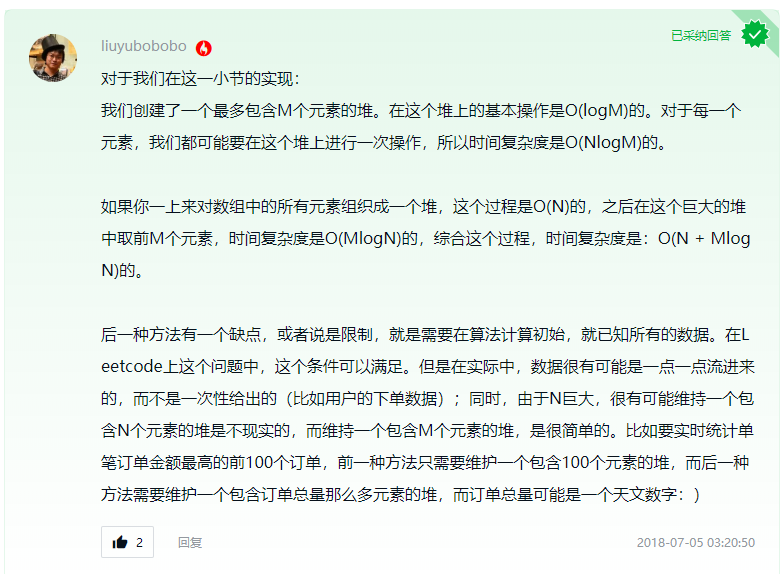 liuyubobobo
已采纳回答
对于我们在这一小节的实现：
我们创建了一个最多包含M个元素的堆。在这个堆上的基本操作是O(logM)的。对于每一个
元素，我们都可能要在这个堆上进行一次操作，所以时间复杂度是O(NlogM)的。
如果你一上来对数组中的所有元素组织成一个堆，这个过程是O(N)的，之后在这个巨大的堆
中取前M个元素，时间复杂度是O(MlogN)的，综合这个过程，时间复杂度是：O(N + Mlog
N)的。
后一种方法有一个缺点，或者说是限制，就是需要在算法计算初始，就已知所有的数据。在L
eetcode上这个问题中，这个条件可以满足。但是在实际中，数据很有可能是一点一点流进来
的，而不是一次性给出的（比如用户的下单数据）；同时，由于N巨大，很有可能维持一个包
含N个元素的堆是不现实的，而维持一个包含M个元素的堆，是很简单的。比如要实时统计单
笔订单金额最高的前100个订单，前一种方法只需要维护一个包含100个元素的堆，而后一种
方法需要维护一个包含订单总量那么多元素的堆，而订单总量可能是一个天文数字：）
2
回复
2018-07-05 03:20:50